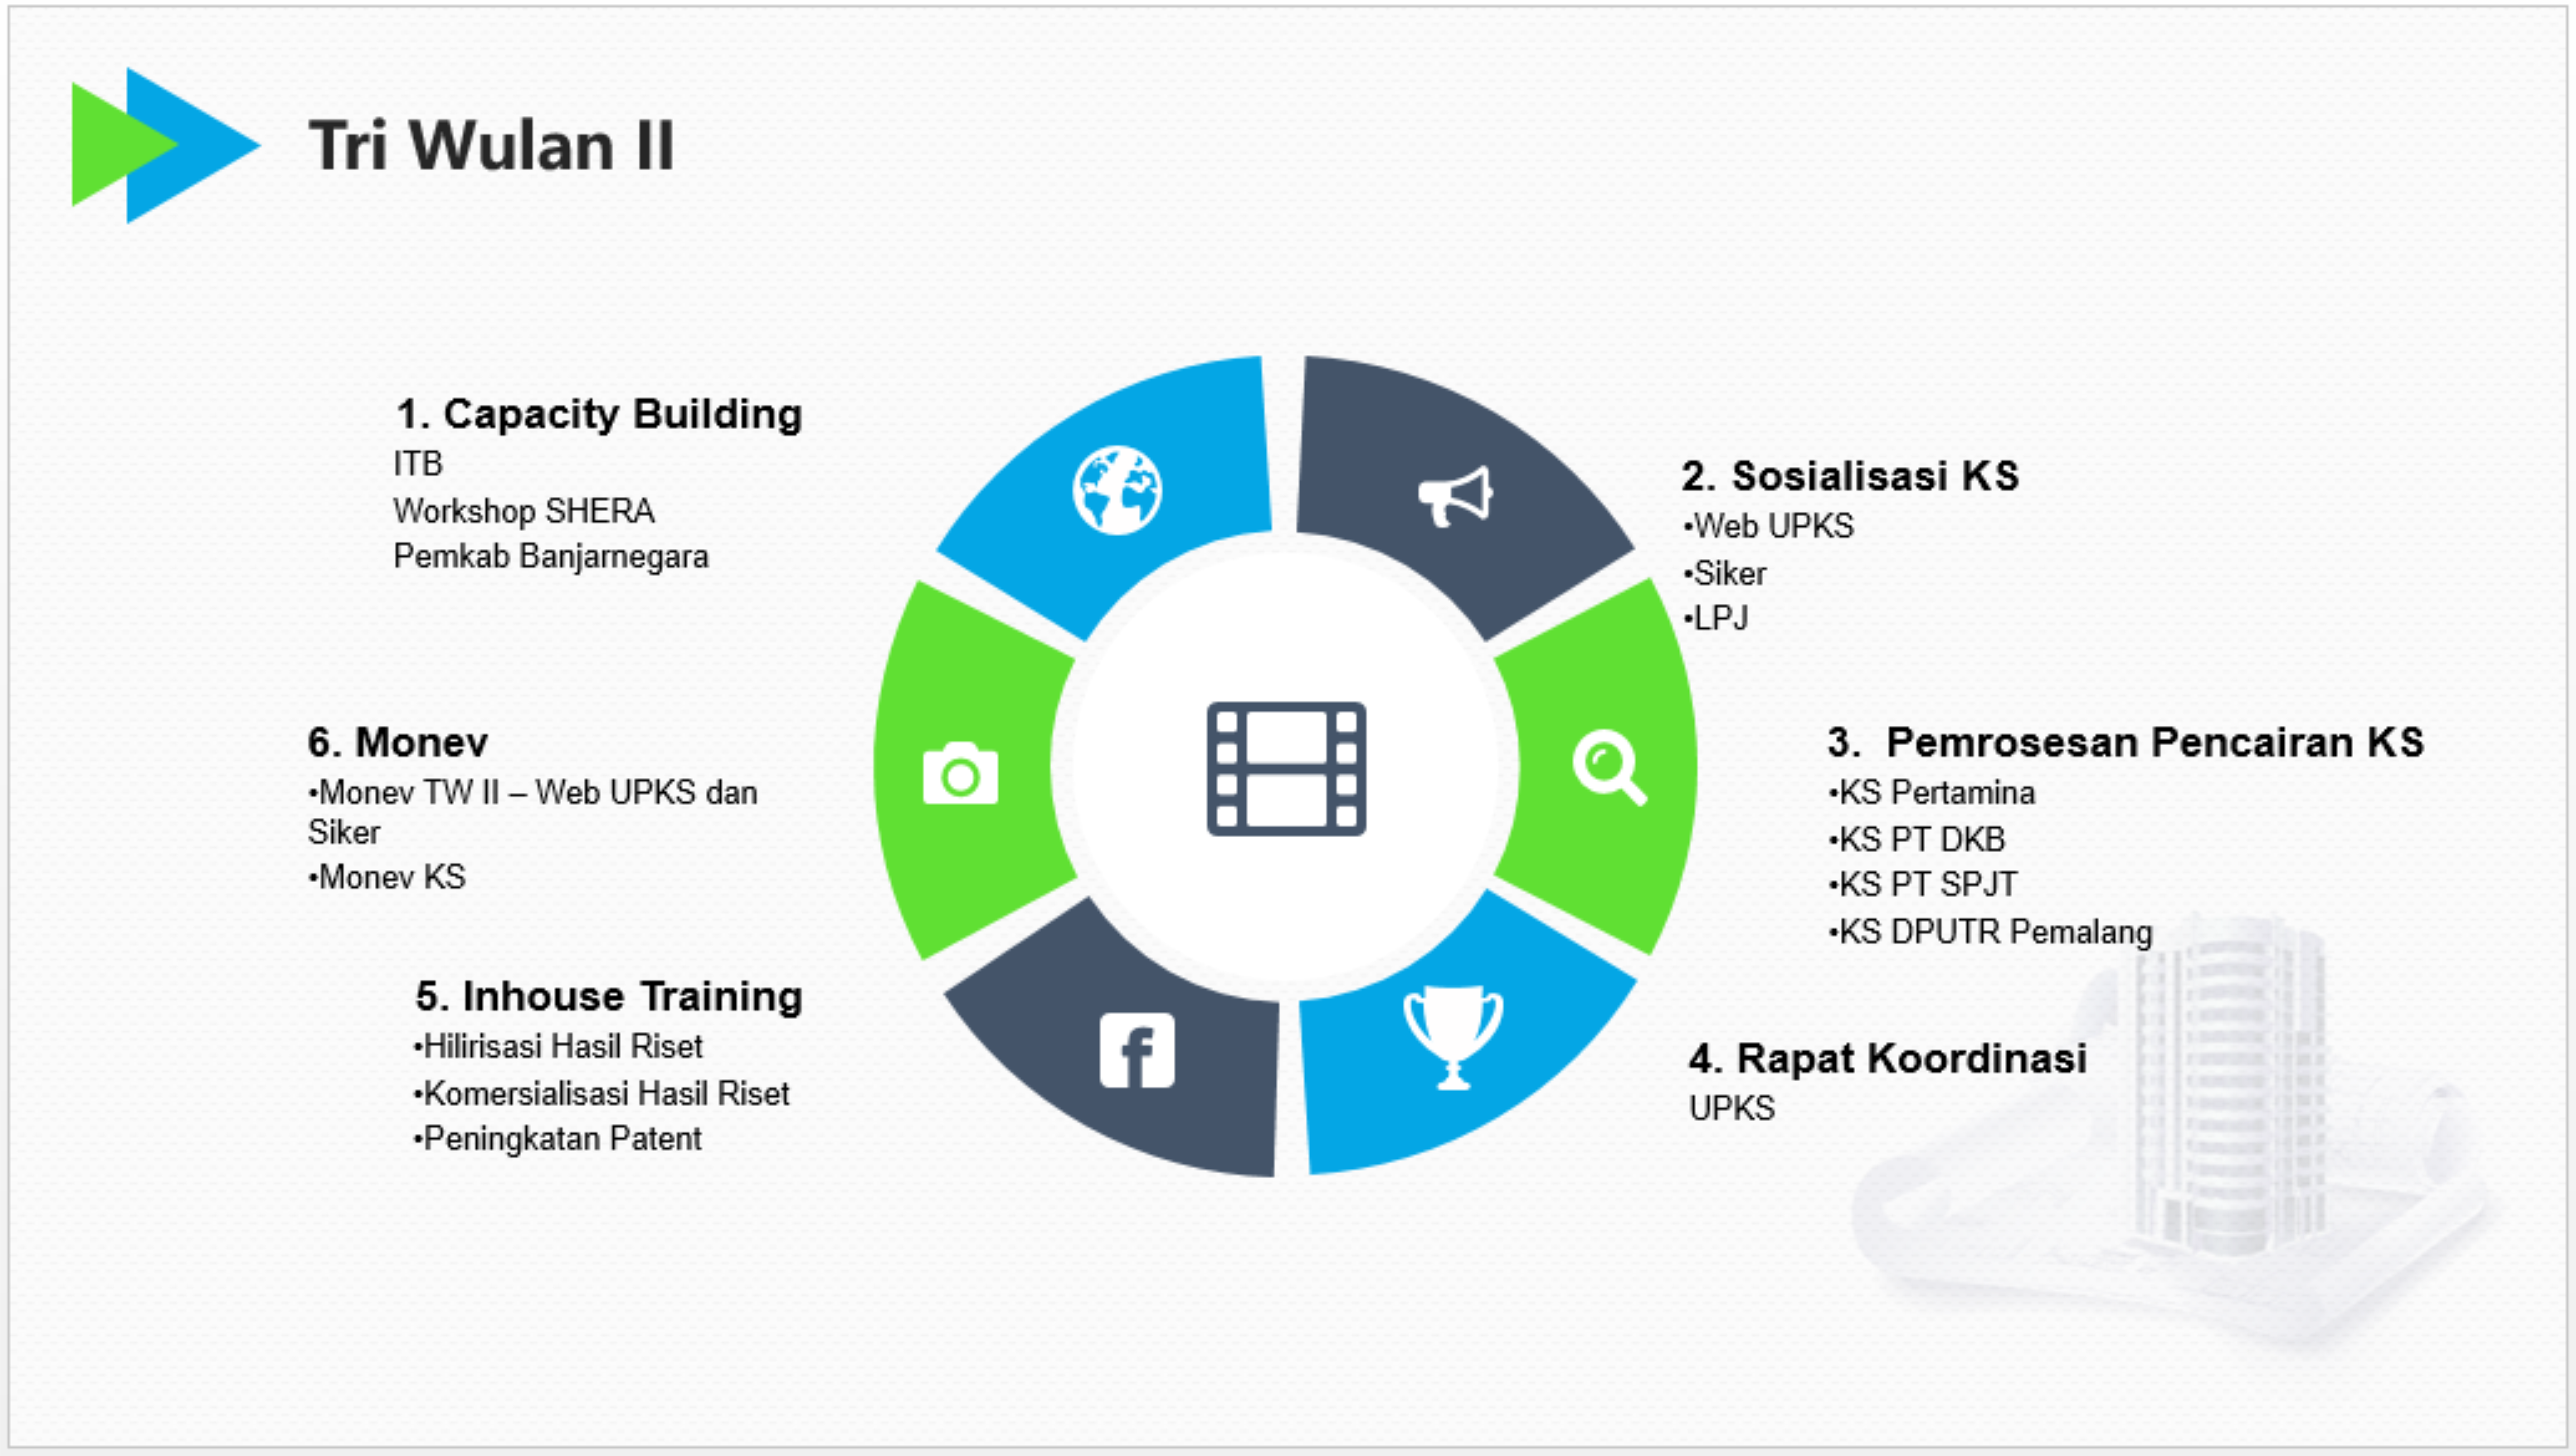 Tri Wulan II
1. Capacity Building
ITB
Workshop SHERA
Pemkab Banjarnegara
2. Sosialisasi KS
•Web UPKS
•Siker
•LPJ
3.  Pemrosesan Pencairan KS
•KS Pertamina
•KS PT DKB
•KS PT SPJT
•KS DPUTR Pemalang
4. Rapat Koordinasi
UPKS
5. Inhouse Training
•Hilirisasi Hasil Riset
•Komersialisasi Hasil Riset
•Peningkatan Patent
6. Monev
•Monev TW II – Web UPKS dan
Siker
•Monev KS